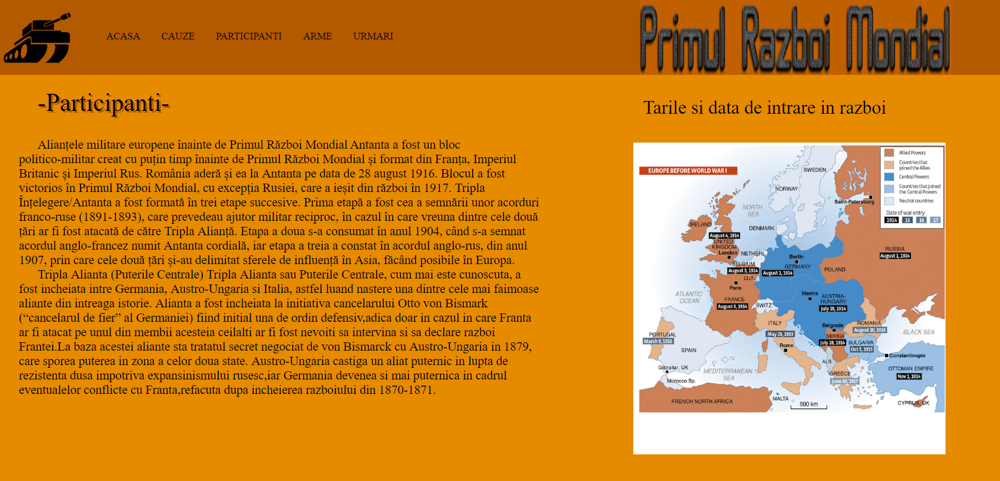 ACASA CAUZE PARTICIPANTI ARME URMARI
Primul Razboi Mondial
-Participanti-
Alianțele militare europene înainte de Primul Război Mondial Antanta a fost un bloc
politico-militar creat cu puțin timp înainte de Primul Război Mondial și format din Franța, Imperiul
Britanic și Imperiul Rus. România aderă și ea la Antanta pe data de 28 august 1916. Blocul a fost
victorios în Primul Război Mondial, cu excepția Rusiei, care a ieșit din război în 1917. Tripla
Înțelegere/Antanta a fost formată în trei etape succesive. Prima etapă a fost cea a semnării unor acorduri
franco-ruse (1891-1893), care prevedeau ajutor militar reciproc, în cazul în care vreuna dintre cele două
țări ar fi fost atacată de către Tripla Alianță. Etapa a doua s-a consumat în anul 1904, când s-a semnat
acordul anglo-francez numit Antanta cordială, iar etapa a treia a constat în acordul anglo-rus, din anul
1907, prin care cele două țări și-au delimitat sferele de influență în Asia, făcând posibile în Europa.
Tripla Alianta (Puterile Centrale) Tripla Alianta sau Puterile Centrale, cum mai este cunoscuta, a
fost incheiata intre Germania, Austro-Ungaria si Italia, astfel luand nastere una dintre cele mai faimoase
aliante din intreaga istorie. Alianta a fost incheiata la initiativa cancelarului Otto von Bismark
(“cancelarul de fier” al Germaniei) fiind initial una de ordin defensiv,adica doar in cazul in care Franta
ar fi atacat pe unul din membii acesteia ceilalti ar fi fost nevoiti sa intervina si sa declare razboi
Frantei.La baza acestei aliante sta tratatul secret negociat de von Bismarck cu Austro-Ungaria in 1879,
care sporea puterea in zona a celor doua state. Austro-Ungaria castiga un aliat puternic in lupta de
rezistenta dusa impotriva expansinismului rusesc,iar Germania devenea si mai puternica in cadrul
eventualelor conflicte cu Franta,refacuta dupa incheierea razboiului din 1870-1871.
Tarile si data de intrare in razboi
EUROPE BEFORE WORLD WAR I
Allied Powers
Countries that
joined the Allies
Central Powers
Countries that joined
the Central Powers
Neutral countries
Date of war entry
1914 15 16 17
SWEDEN
NORWAY
Saint-Petersburg
NORTH
SEA
IRELAND
DENMARK
August 4, 1914
UNITED
KINGDOM
London
NETHERL.
Berlin
GERMANY
August 1, 1914
RUSSIA
August 1, 1914
BELGIUM
August 3, 1914
LUX.
POLAND
Paris
ATLANTIC
OCEAN
FRANCE
August 3, 1914
Vienna
AUSTRIA-
HUNGARY
July 28, 1914
SWITZ.
ITALY
May 23, 1915
Belgrade
SERBIA
July 28, 1914
ROMANIA
August 20, 1916
BLACK SEA
PORTUGAL
March 9, 1916
Rome
BULGARIA
Oct 5, 1915
SPAIN
Constantinople
ALB.
Gilbraltar, UK
MEDITERRANEAN
SEA
GREECE
June 30, 1917
OTTOMAN EMPIRE
Nov 1, 1914
Morocco Sp.
FRENCH NORTH AFRICA
MALTA
500 km
CYPRUS, UK